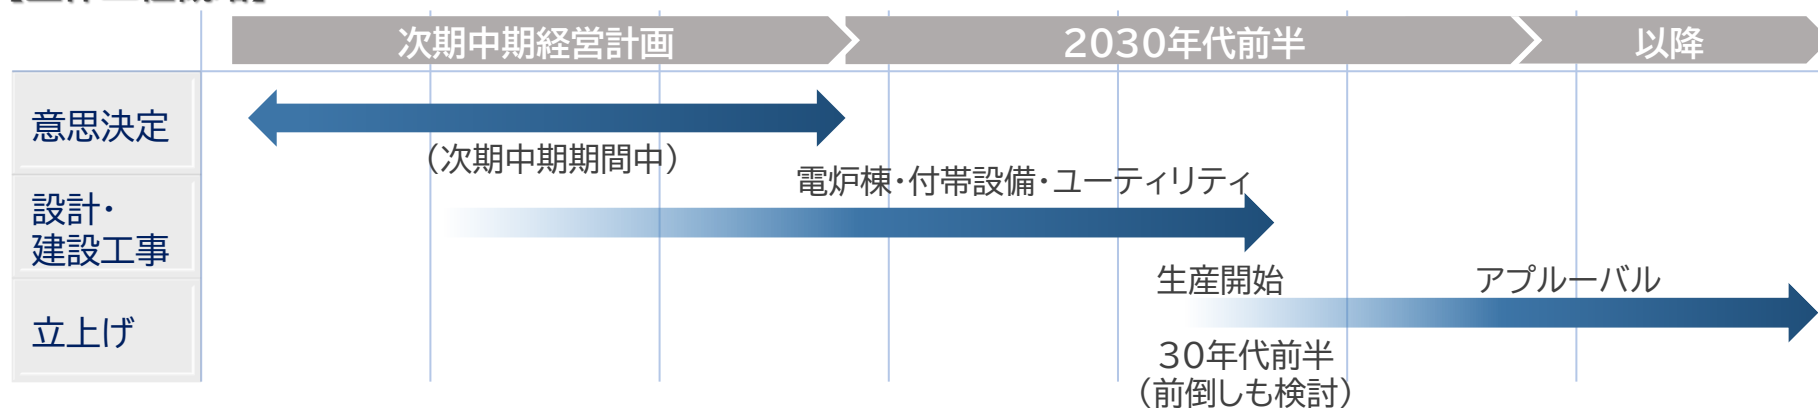 次期中期経営計画
2030年代前半
以降
意思決定
(次期中期期間中)
電炉棟・付帯設備・ユーティリティ
設計・
建設工事
生産開始
アプルーバル
立上げ
30年代前半
(前倒しも検討)